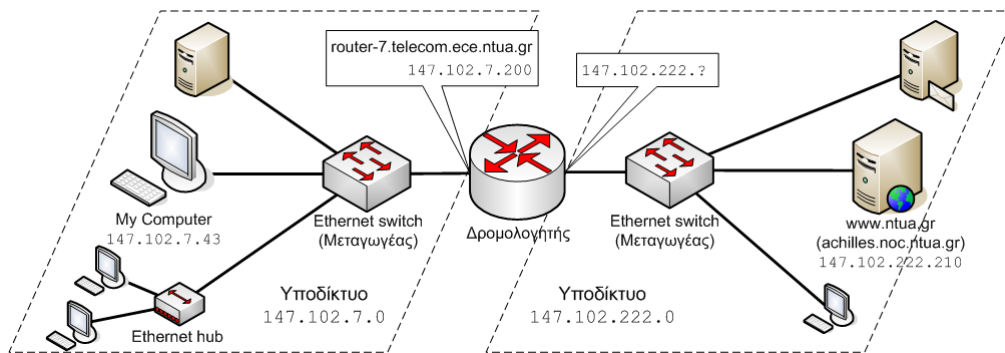 router-7.telecom.ece.ntua.gr
147.102.7.200
147.102.222.?
My Computer
147.102.7.43
Ethernet switch
(Μεταγωγέας)
Δρομολογητής
Ethernet switch
(Μεταγωγέας)
www.ntua.gr
(achilles.noc.ntua.gr)
147.102.222.210
Ethernet hub
Υποδίκτυο
147.102.7.0
Υποδίκτυο
147.102.222.0